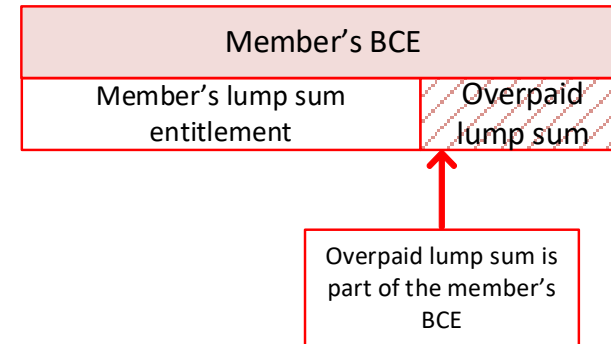 Member’s BCE
Member’s lump sum
entitlement
Overpaid
lump sum
Overpaid lump sum is
part of the member’s
BCE